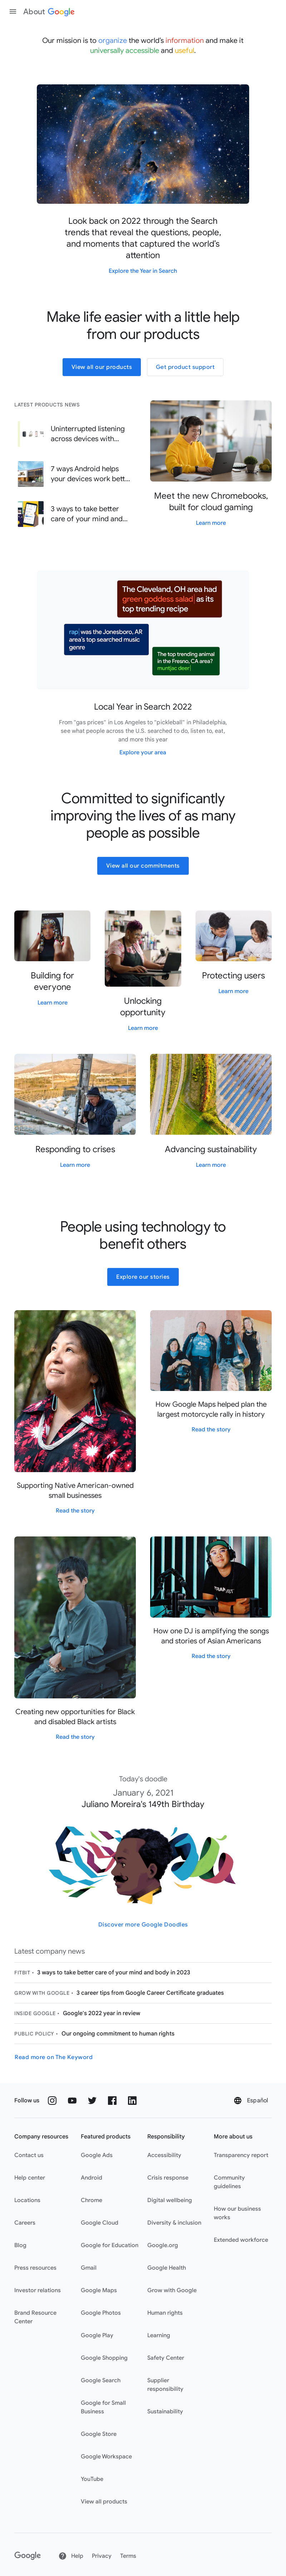 About Google
Our mission is to organize the world's information and make it
universally accessible and useful.
Look back on 2022 through the Search
trends that reveal the questions, people,
and moments that captured the world's
attention
Explore the Year in Search
Make life easier with a little help
from our products
View all our products
Get product support
LATEST PRODUCTS NEWS
Uninterrupted listening
across devices with...
7 ways Android helps
your devices work bett...
3 ways to take better
care of your mind and...
Meet the new Chromebooks,
built for cloud gaming
Learn more
The Cleveland, OH area had
green goddess salad as its
top trending recipe
rap was the Jonesboro, AR
area's top searched music
genre
The top trending animal
in the Fresno, CA area?
muntjac deer
Local Year in Search 2022
From "gas prices" in Los Angeles to "pickleball" in Philadelphia,
see what people across the U.S. searched to do, listen to, eat,
and more this year
Explore your area
Committed to significantly
improving the lives of as many
people as possible
View all our commitments
Building for
everyone
Learn more
Unlocking
opportunity
Learn more
Protecting users
Learn more
Responding to crises
Learn more
Advancing sustainability
Learn more
People using technology to
benefit others
Explore our stories
Supporting Native American-owned
small businesses
Read the story
How Google Maps helped plan the
largest motorcycle rally in history
Read the story
Creating new opportunities for Black
and disabled Black artists
Read the story
How one DJ is amplifying the songs
and stories of Asian Americans
Read the story
Today's doodle
January 6, 2021
Juliano Moreira's 149th Birthday
Discover more Google Doodles
Latest company news
FITBIT • 3 ways to take better care of your mind and body in 2023
GROW WITH GOOGLE • 3 career tips from Google Career Certificate graduates
INSIDE GOOGLE • Google's 2022 year in review
PUBLIC POLICY • Our ongoing commitment to human rights
Read more on The Keyword
Follow us
Español
Company resources
Contact us
Help center
Locations
Careers
Blog
Press resources
Investor relations
Brand Resource
Center
Featured products
Google Ads
Android
Chrome
Google Cloud
Google for Education
Gmail
Google Maps
Google Photos
Google Play
Google Shopping
Google Search
Google for Small
Business
Google Store
Google Workspace
YouTube
View all products
Responsibility
Accessibility
Crisis response
Digital wellbeing
Diversity & inclusion
Google.org
Google Health
Grow with Google
Human rights
Learning
Safety Center
Supplier
responsibility
Sustainability
More about us
Transparency report
Community
guidelines
How our business
works
Extended workforce
Google
Help
Privacy
Terms